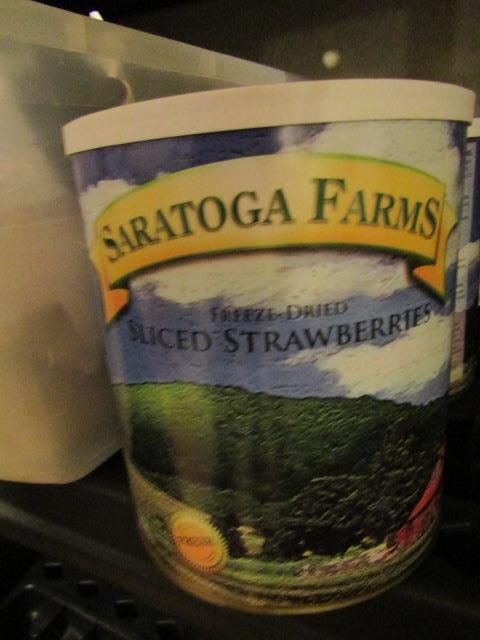 SARATOGA FARMS
FREEZE-DRIED
SLICED STRAWBERRIES